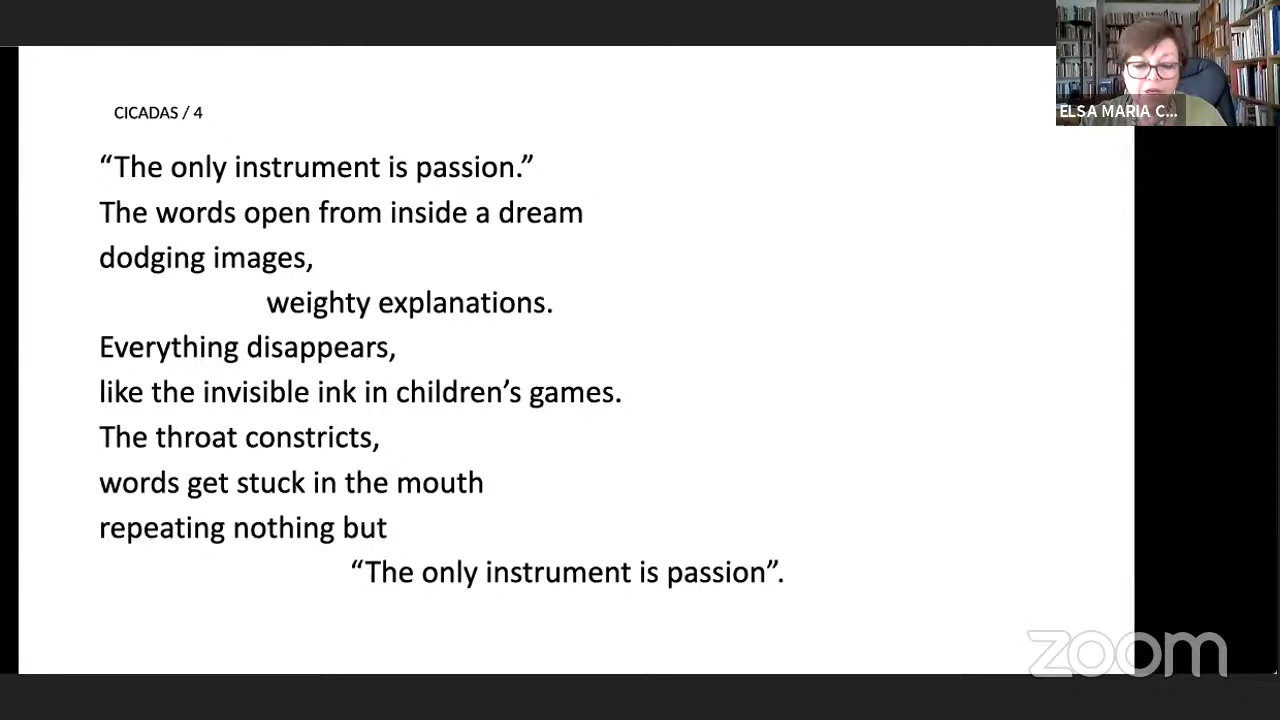 CICADAS / 4
“The only instrument is passion.”
The words open from inside a dream
dodging images,
weighty explanations.
Everything disappears,
like the invisible ink in children’s games.
The throat constricts,
words get stuck in the mouth
repeating nothing but
“The only instrument is passion”.
ELSA MARIA C...
zoom